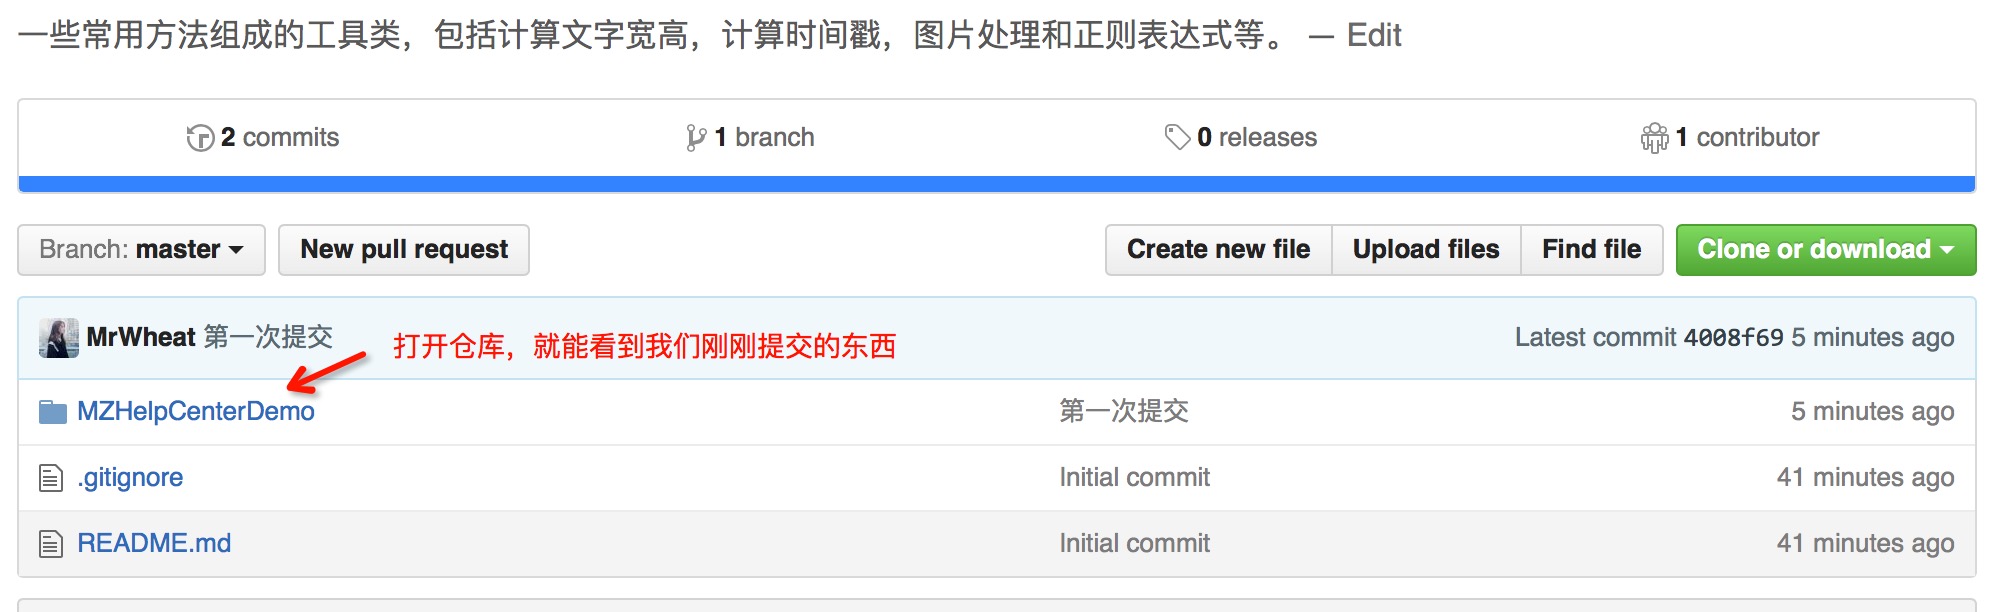 一些常用方法组成的工具类，包括计算文字宽高，计算时间戳，图片处理和正则表达式等。 — Edit
2 commits 1 branch 0 releases 1 contributor
Branch: master New pull request Create new file Upload files Find file Clone or download
MrWheat 第一次提交 打开仓库，就能看到我们刚刚提交的东西 Latest commit 4008f69 5 minutes ago
MZHelpCenterDemo 第一次提交 5 minutes ago
.gitignore Initial commit 41 minutes ago
README.md Initial commit 41 minutes ago